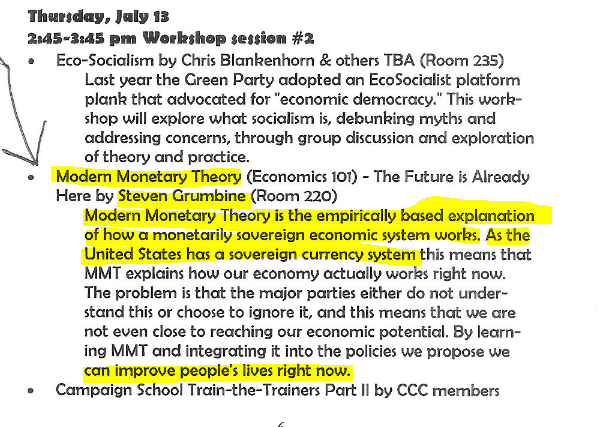 Thursday, July 13
2:45-3:45 pm Workshop session #2
• Eco-Socialism by Chris Blankenhorn & others TBA (Room 235)
Last year the Green Party adopted an EcoSocialist platform
plank that advocated for "economic democracy." This work-
shop will explore what socialism is, debunking myths and
addressing concerns, through group discussion and exploration
of theory and practice.
• Modern Monetary Theory (Economics 101) - The Future is Already
Here by Steven Grumbine (Room 220)
Modern Monetary Theory is the empirically based explanation
of how a monetarily sovereign economic system works. As the
United States has a sovereign currency system this means that
MMT explains how our economy actually works right now.
The problem is that the major parties either do not under-
stand this or choose to ignore it, and this means that we are
not even close to reaching our economic potential. By learn-
ing MMT and integrating it into the policies we propose we
can improve people's lives right now.
• Campaign School Train-the-Trainers Part II by CCC members